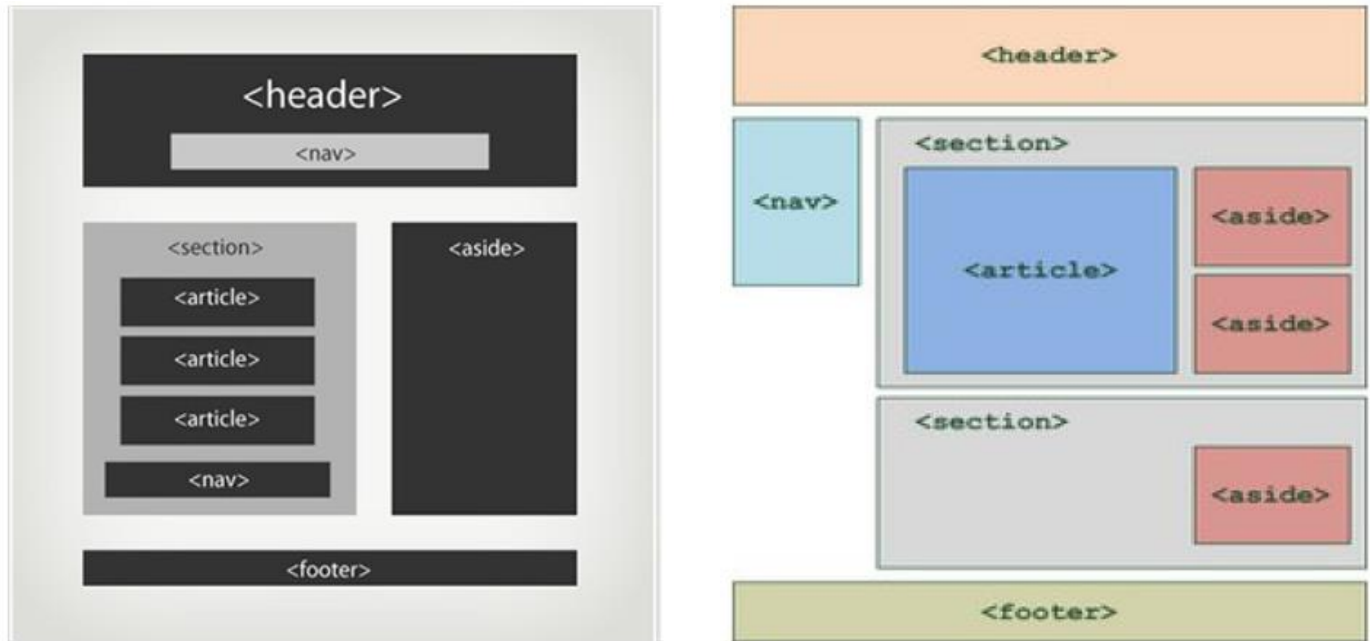 <header>
<nav>
<section>
<article>
<article>
<article>
<nav>
<aside>
<footer>
<header>
<nav>
<section>
<article>
<aside>
<aside>
<section>
<aside>
<footer>